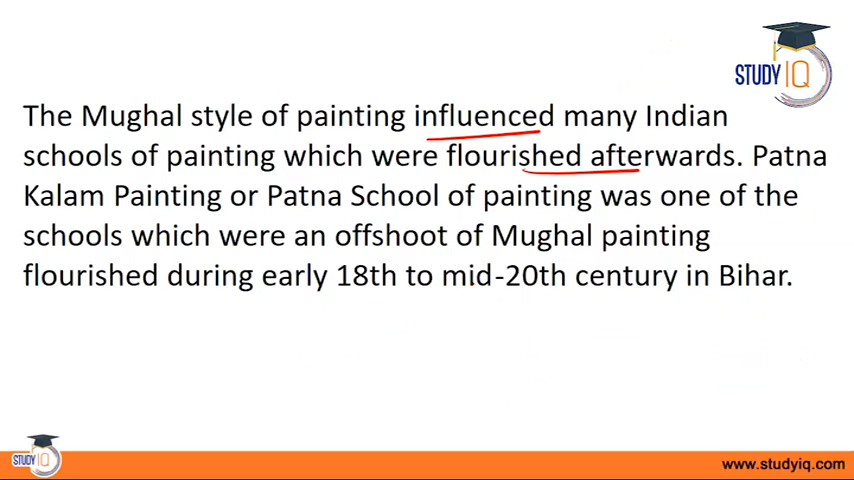 STUDY IQ
The Mughal style of painting influenced many Indian
schools of painting which were flourished afterwards. Patna
Kalam Painting or Patna School of painting was one of the
schools which were an offshoot of Mughal painting
flourished during early 18th to mid-20th century in Bihar.
STUDY IQ
www.studyiq.com